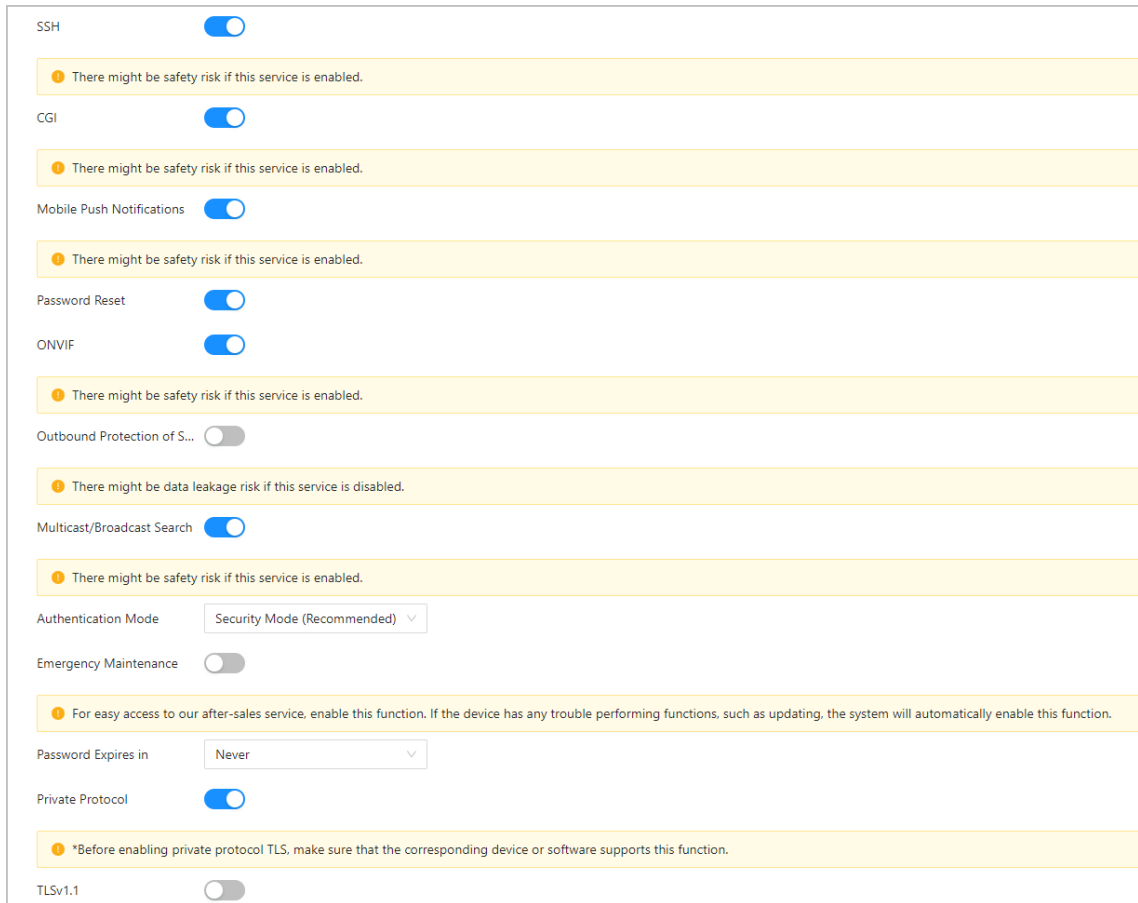 SSH
There might be safety risk if this service is enabled.
CGI
There might be safety risk if this service is enabled.
Mobile Push Notifications
There might be safety risk if this service is enabled.
Password Reset
ONVIF
There might be safety risk if this service is enabled.
Outbound Protection of S...
There might be data leakage risk if this service is disabled.
Multicast/Broadcast Search
There might be safety risk if this service is enabled.
Authentication Mode Security Mode (Recommended)
Emergency Maintenance
For easy access to our after-sales service, enable this function. If the device has any trouble performing functions, such as updating, the system will automatically enable this function.
Password Expires in Never
Private Protocol
*Before enabling private protocol TLS, make sure that the corresponding device or software supports this function.
TLSv1.1